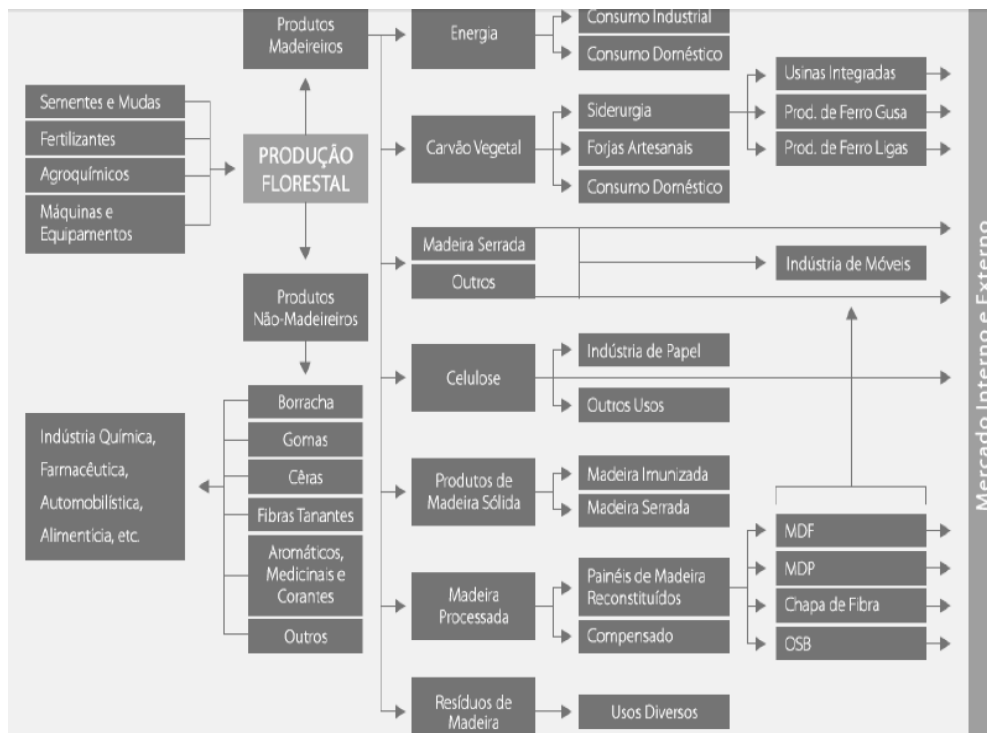 Produtos
Madeireiros
Sementes e Mudas
Fertilizantes
Agroquímicos
Máquinas e
Equipamentos
PRODUÇÃO
FLORESTAL
Produtos
Não-Madeireiros
Borracha
Gomas
Cêras
Fibras Tanantes
Aromáticos,
Medicinais e
Corantes
Outros
Indústria Química,
Farmacêutica,
Automobilística,
Alimentícia, etc.
Energia
Consumo Industrial
Consumo Doméstico
Carvão Vegetal
Siderurgia
Forjas Artesanais
Consumo Doméstico
Usinas Integradas
Prod. de Ferro Gusa
Prod. de Ferro Ligas
Madeira Serrada
Outros
Indústria de Móveis
Celulose
Indústria de Papel
Outros Usos
Produtos de
Madeira Sólida
Madeira Imunizada
Madeira Serrada
Madeira
Processada
Painéis de Madeira
Reconstituídos
Compensado
MDF
MDP
Chapa de Fibra
OSB
Resíduos de
Madeira
Usos Diversos
Mercado Interno e Externo